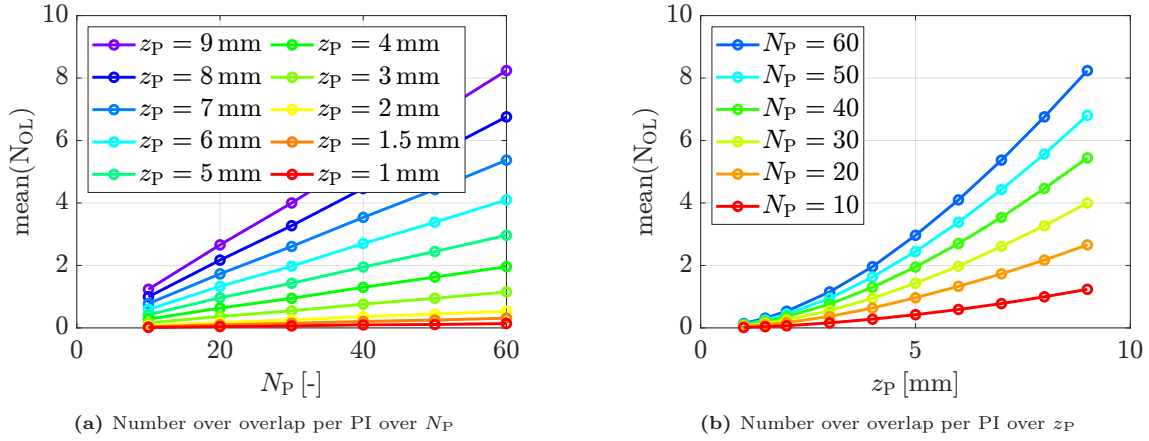 10
8
6
4
2
0
mean(N_OL)
z_P = 9 mm
z_P = 8 mm
z_P = 7 mm
z_P = 6 mm
z_P = 5 mm
z_P = 4 mm
z_P = 3 mm
z_P = 2 mm
z_P = 1.5 mm
z_P = 1 mm
0 20 40 60
N_P [-]
(a) Number over overlap per PI over N_P
10
8
6
4
2
0
mean(N_OL)
N_P = 60
N_P = 50
N_P = 40
N_P = 30
N_P = 20
N_P = 10
0 5 10
z_P [mm]
(b) Number over overlap per PI over z_P